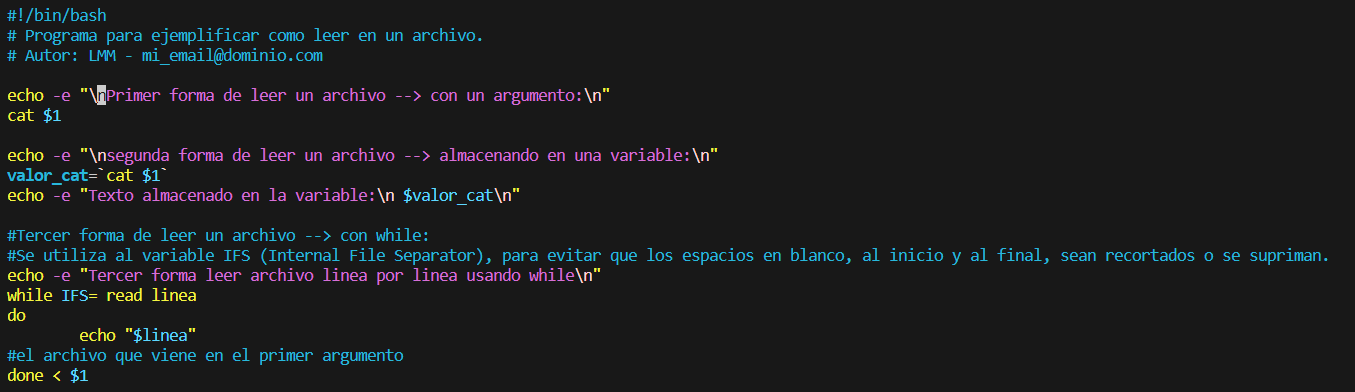 #!/bin/bash
# Programa para ejemplificar como leer en un archivo.
# Autor: LMM - mi_email@dominio.com
echo -e "\nPrimer forma de leer un archivo --> con un argumento:\n"
cat $1
echo -e "\nsegunda forma de leer un archivo --> almacenando en una variable:\n"
valor_cat=`cat $1`
echo -e "Texto almacenado en la variable:\n $valor_cat\n"
#Tercer forma de leer un archivo --> con while:
#Se utiliza al variable IFS (Internal File Separator), para evitar que los espacios en blanco, al inicio y al final, sean recortados o se supriman.
echo -e "Tercer forma leer archivo linea por linea usando while\n"
while IFS= read linea
do
        echo "$linea"
#el archivo que viene en el primer argumento
done < $1